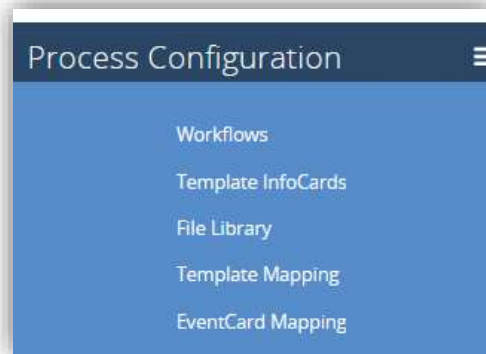 Process Configuration
Workflows
Template InfoCards
File Library
Template Mapping
EventCard Mapping